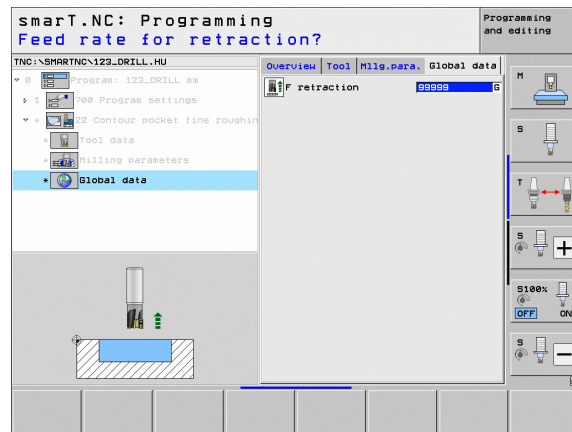 smarT.NC: Programming
Programming and editing
Feed rate for retraction?
TNC:\SMARTNC\123_DRILL.HU
Overview Tool Mllg.para. Global data
0 Program: 123_DRILL mm
F retraction 99999 G
1 700 Program settings
* 22 Contour pocket fine roughin
* Tool data
* Milling parameters
* Global data
M
S
T
S
S100%
OFF ON
S